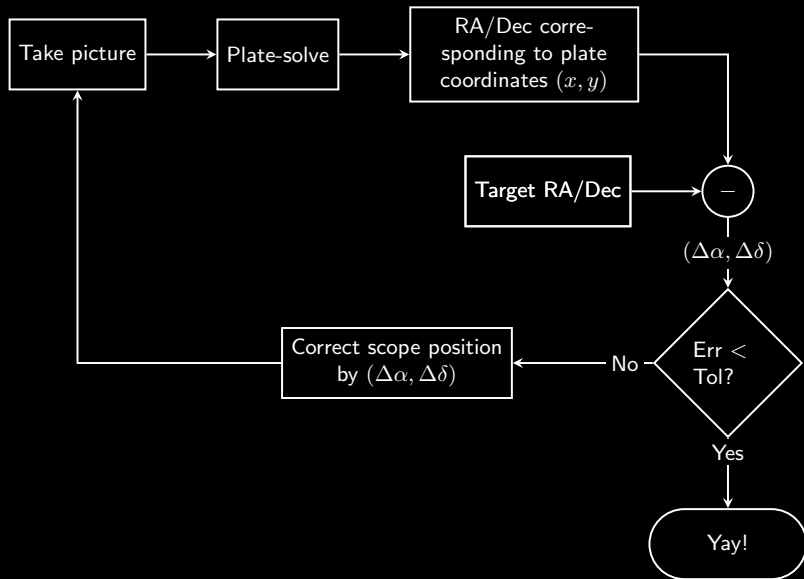 Take picture
Plate-solve
RA/Dec corre-
sponding to plate
coordinates (x, y)
Target RA/Dec
−
(Δα, Δδ)
Err <
Tol?
No
Correct scope position
by (Δα, Δδ)
Yes
Yay!